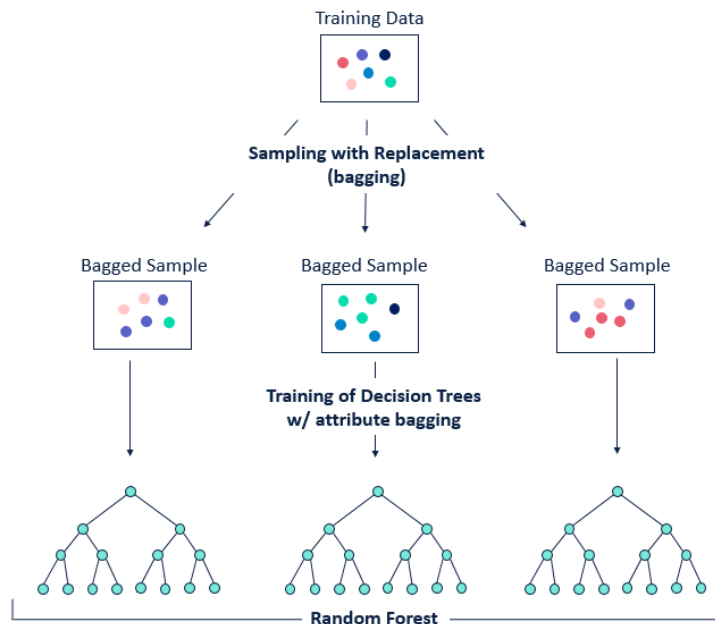 Training Data
Sampling with Replacement
(bagging)
Bagged Sample
Bagged Sample
Bagged Sample
Training of Decision Trees
w/ attribute bagging
Random Forest